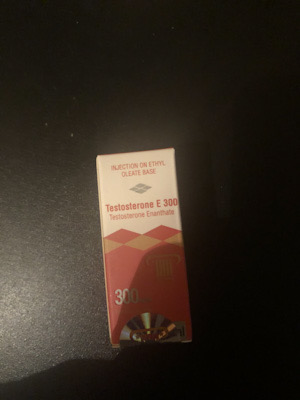 INJECTION ON ETHYL
OLEATE BASE
Testosterone E 300
Testosterone Enanthate
300